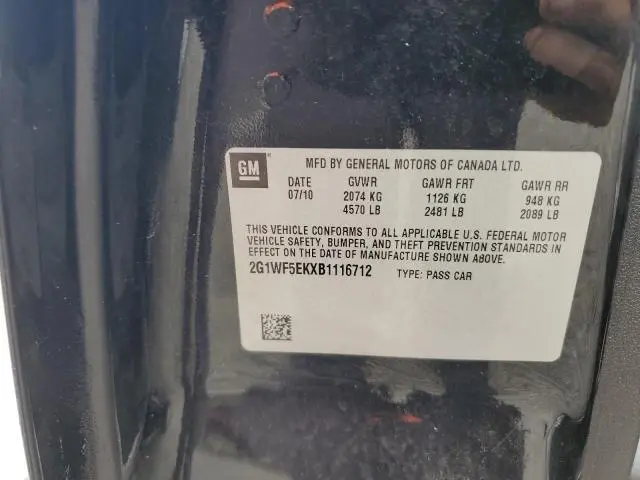 GM MFD BY GENERAL MOTORS OF CANADA LTD.
DATE GVWR GAWR FRT GAWR RR
07/10 2074 KG 1126 KG 948 KG
4570 LB 2481 LB 2089 LB
THIS VEHICLE CONFORMS TO ALL APPLICABLE U.S. FEDERAL MOTOR
VEHICLE SAFETY, BUMPER, AND THEFT PREVENTION STANDARDS IN
EFFECT ON THE DATE OF MANUFACTURE SHOWN ABOVE.
2G1WF5EKXB1116712 TYPE: PASS CAR